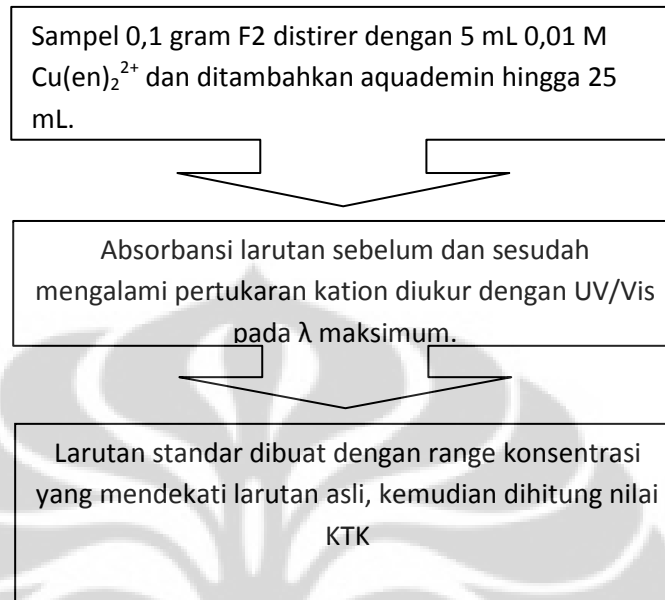 Sampel 0,1 gram F2 distirer dengan 5 mL 0,01 M
Cu(en)₂²⁺ dan ditambahkan aquademin hingga 25
mL.
Absorbansi larutan sebelum dan sesudah
mengalami pertukaran kation diukur dengan UV/Vis
pada λ maksimum.
Larutan standar dibuat dengan range konsentrasi
yang mendekati larutan asli, kemudian dihitung nilai
KTK